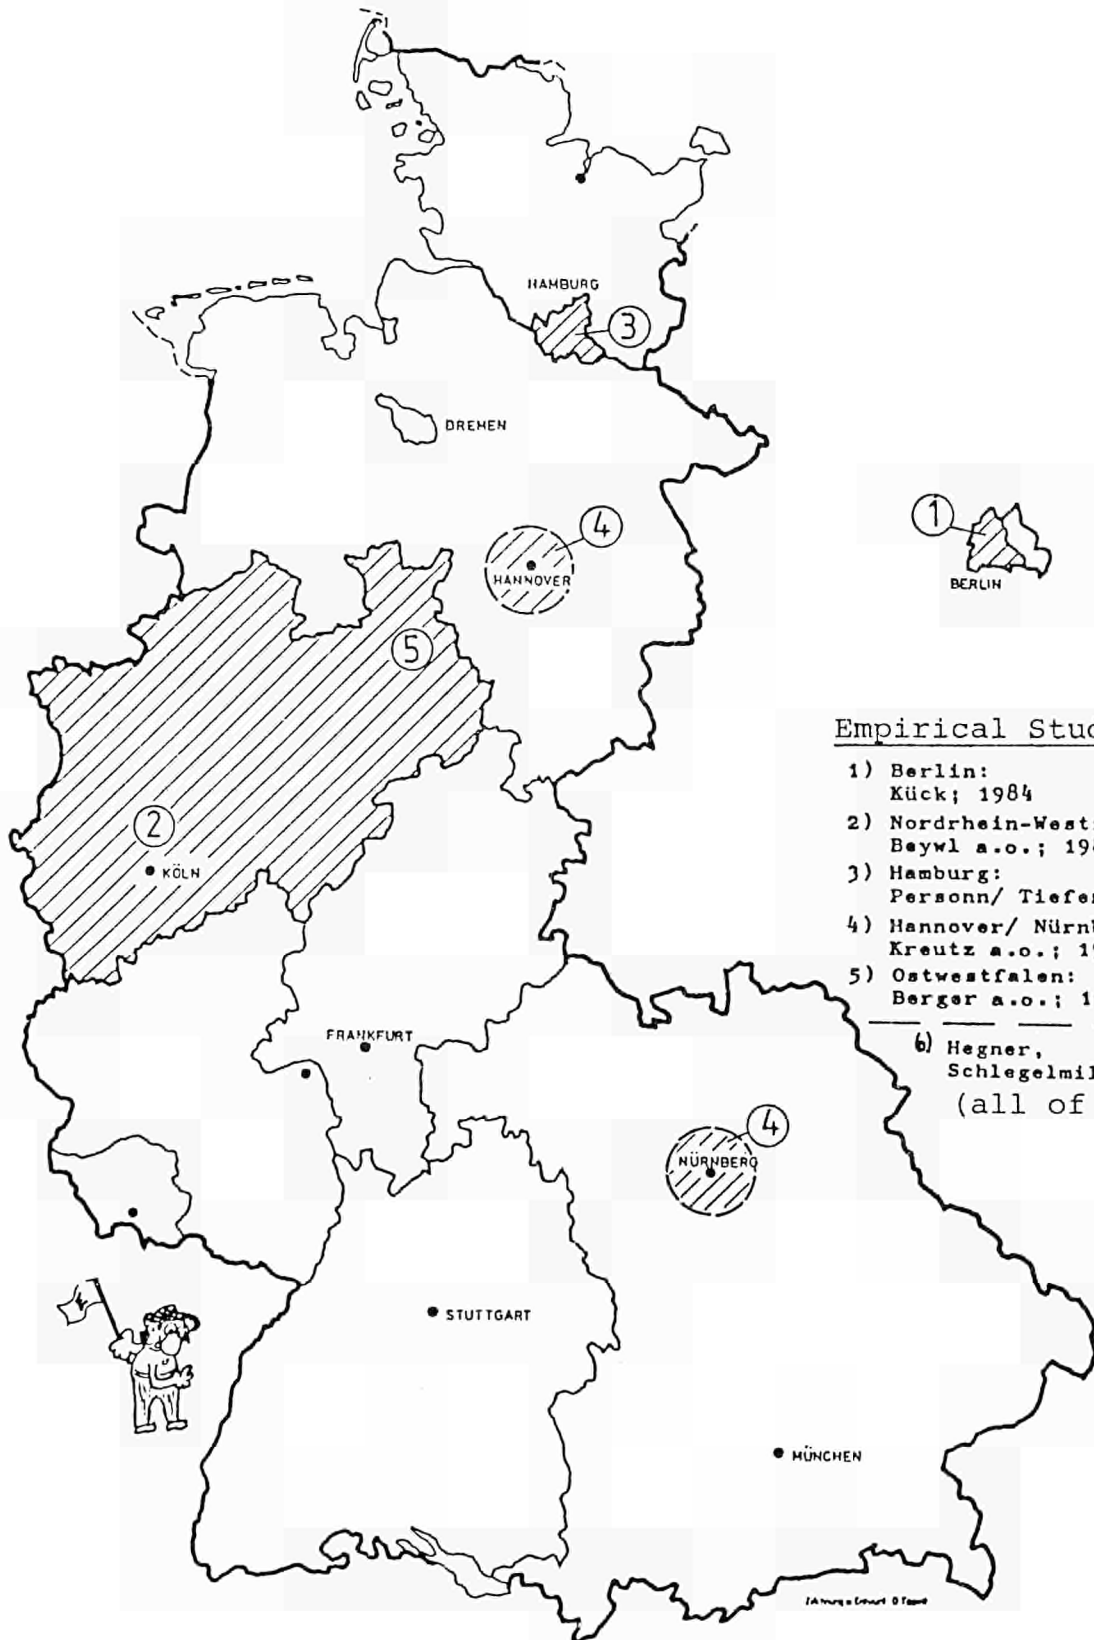 HAMBURG
3
DREHEN
4
HANNOVER
1
BERLIN
5
2
KÖLN
Empirical Stud
1) Berlin:
Kück; 1984
2) Nordrhein-West
Beywl a.o.; 198
3) Hamburg:
Personn/ Tiefe
4) Hannover/ Nürn
Kreutz a.o.; 1
5) Ostwestfalen:
Berger a.o.; 1
6) Hegner,
Schlegelmil
(all of
FRANKFURT
4
NÜRNBERG
STUTTGART
MÜNCHEN